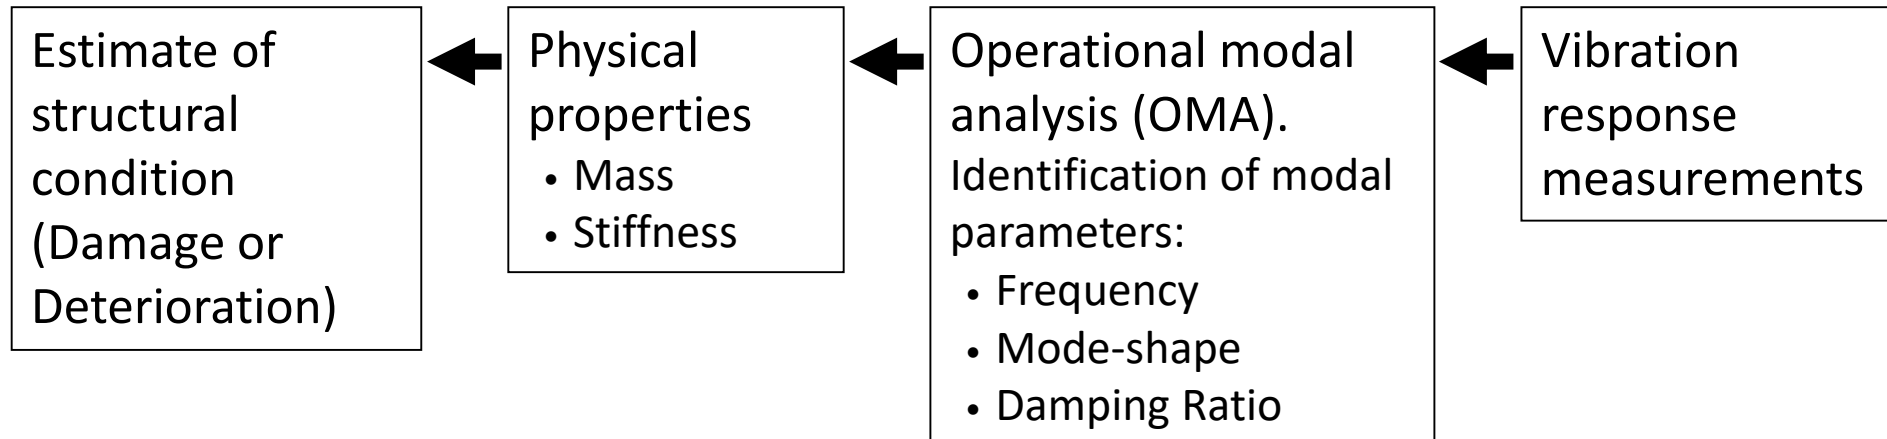 Estimate of
structural
condition
(Damage or
Deterioration)
Physical
properties
• Mass
• Stiffness
Operational modal
analysis (OMA).
Identification of modal
parameters:
• Frequency
• Mode-shape
• Damping Ratio
Vibration
response
measurements